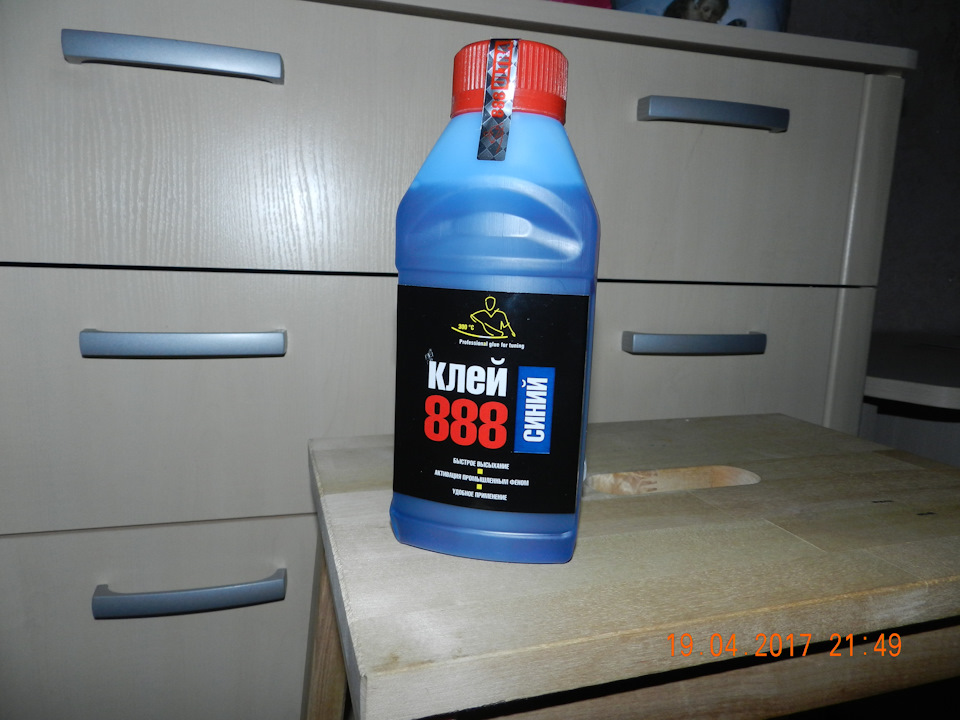 300 °C
Professional glue for tuning
клей
888
синий
БЫСТРОЕ ВЫСЫХАНИЕ
АКТИВАЦИЯ ПРОМЫШЛЕННЫМ ФЕНОМ
УДОБНОЕ ПРИМЕНЕНИЕ
19.04.2017 21:49